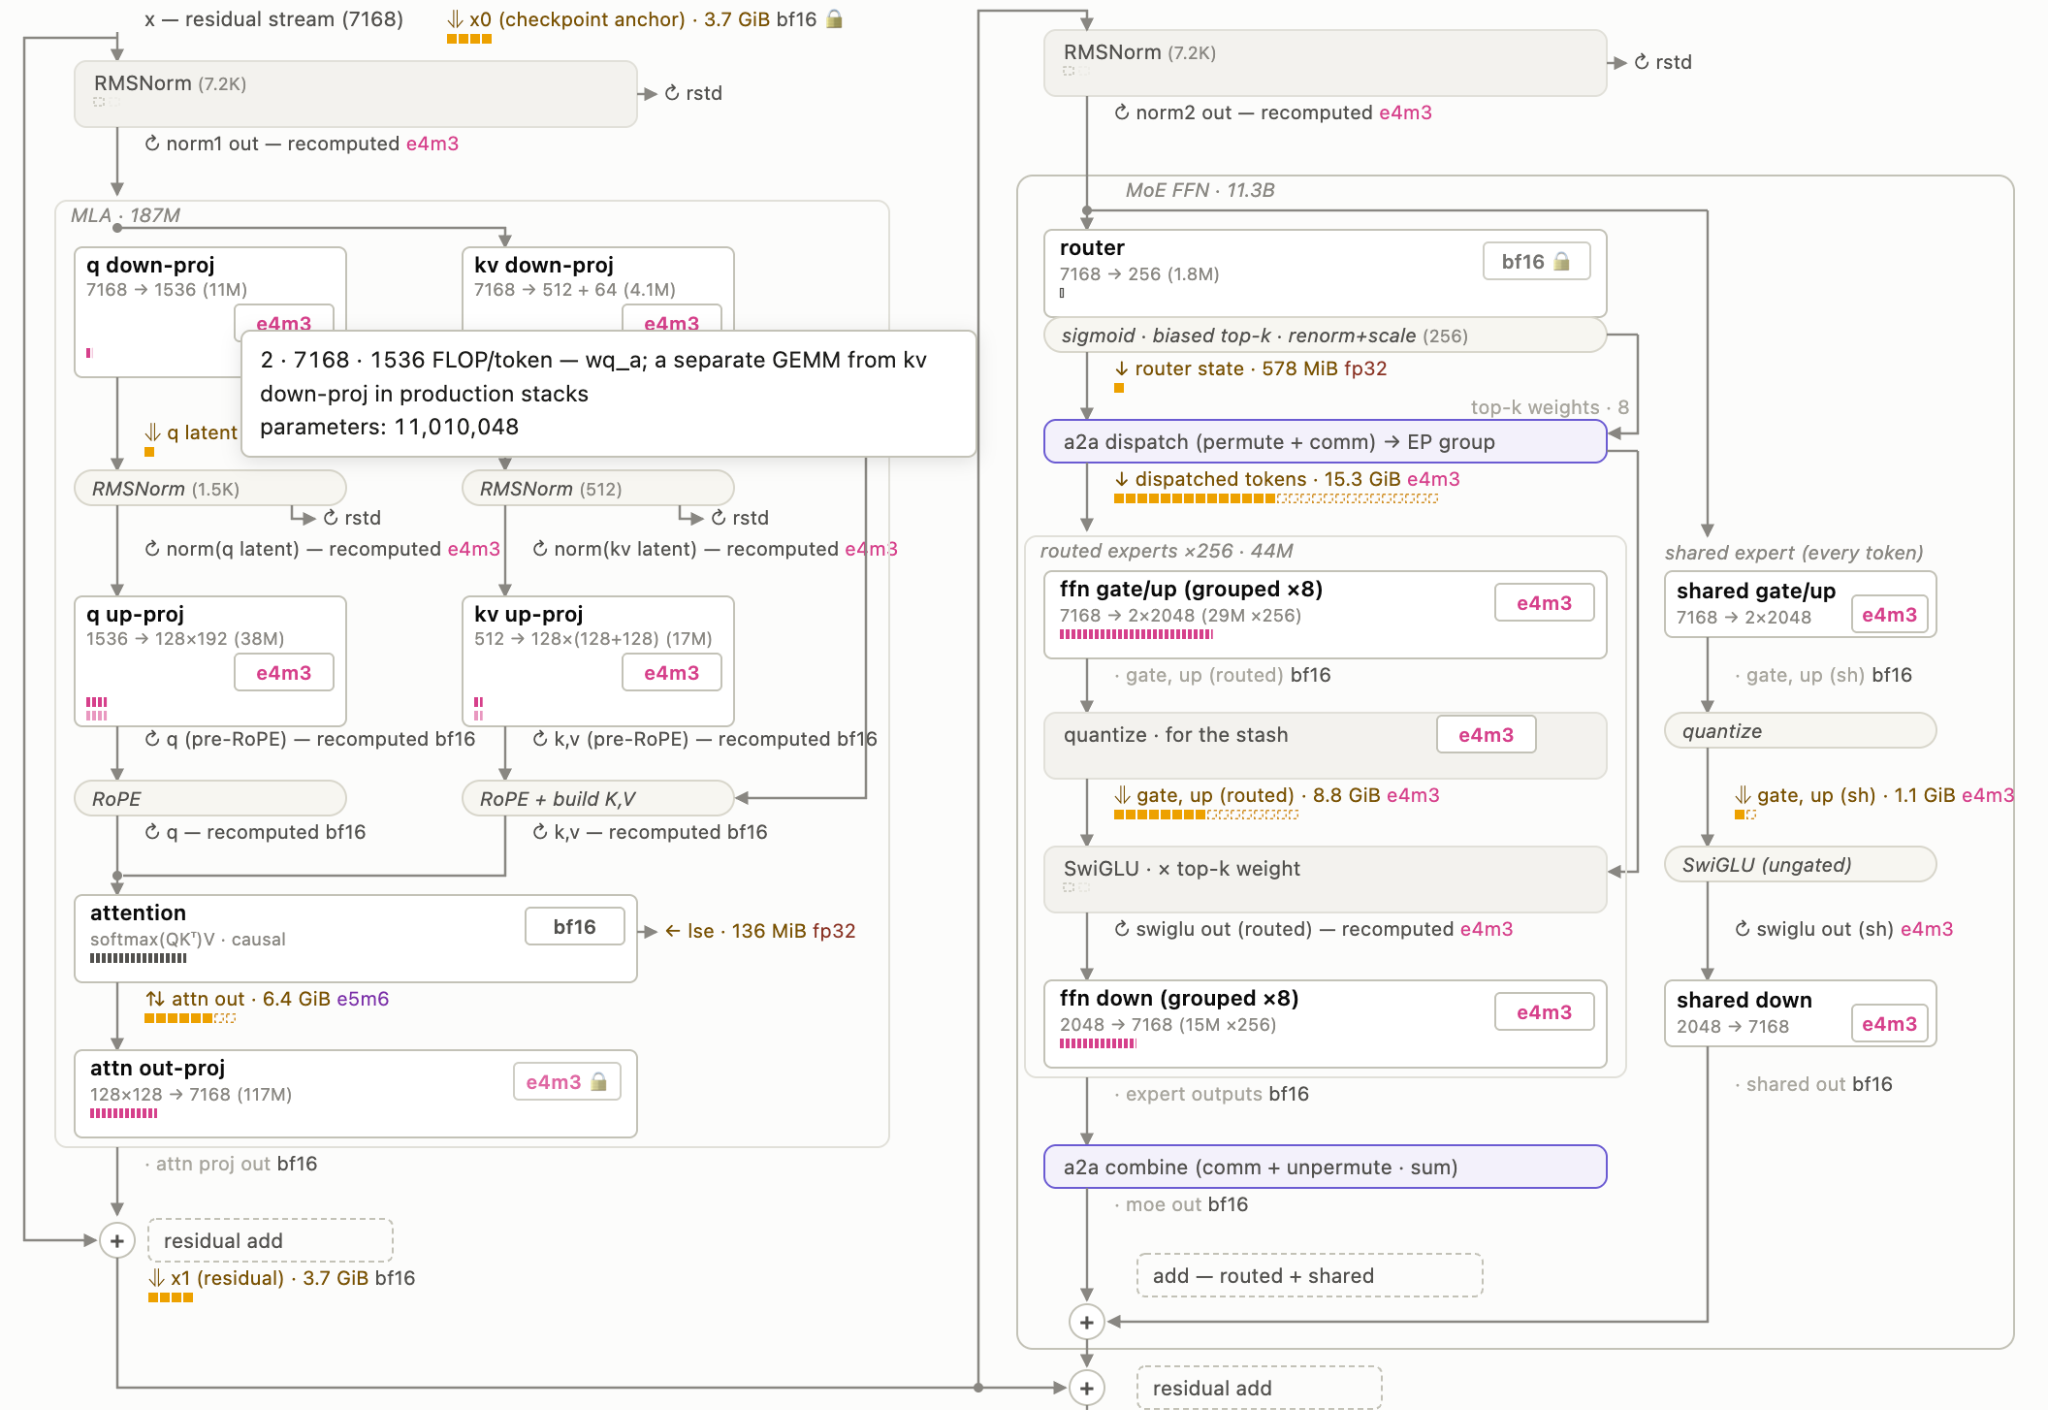 x — residual stream (7168)
⇓ x0 (checkpoint anchor) · 3.7 GiB bf16 🔒
RMSNorm (7.2K)
↻ rstd
↻ norm1 out — recomputed e4m3
MLA · 187M
q down-proj
7168 → 1536 (11M)
e4m3
kv down-proj
7168 → 512 + 64 (4.1M)
e4m3
2 · 7168 · 1536 FLOP/token — wq_a; a separate GEMM from kv
down-proj in production stacks
parameters: 11,010,048
⇓ q latent
RMSNorm (1.5K)
↻ rstd
RMSNorm (512)
↻ rstd
↻ norm(q latent) — recomputed e4m3
↻ norm(kv latent) — recomputed e4m3
q up-proj
1536 → 128×192 (38M)
e4m3
kv up-proj
512 → 128×(128+128) (17M)
e4m3
↻ q (pre-RoPE) — recomputed bf16
↻ k,v (pre-RoPE) — recomputed bf16
RoPE
RoPE + build K,V
↻ q — recomputed bf16
↻ k,v — recomputed bf16
attention
softmax(QKᵀ)V · causal
bf16
← lse · 136 MiB fp32
⇅ attn out · 6.4 GiB e5m6
attn out-proj
128×128 → 7168 (117M)
e4m3 🔒
· attn proj out bf16
+
residual add
⇓ x1 (residual) · 3.7 GiB bf16
RMSNorm (7.2K)
↻ rstd
↻ norm2 out — recomputed e4m3
MoE FFN · 11.3B
router
7168 → 256 (1.8M)
bf16 🔒
sigmoid · biased top-k · renorm+scale (256)
↓ router state · 578 MiB fp32
top-k weights · 8
a2a dispatch (permute + comm) → EP group
↓ dispatched tokens · 15.3 GiB e4m3
routed experts ×256 · 44M
ffn gate/up (grouped ×8)
7168 → 2×2048 (29M ×256)
e4m3
· gate, up (routed) bf16
quantize · for the stash
e4m3
⇓ gate, up (routed) · 8.8 GiB e4m3
SwiGLU · × top-k weight
↻ swiglu out (routed) — recomputed e4m3
ffn down (grouped ×8)
2048 → 7168 (15M ×256)
e4m3
· expert outputs bf16
a2a combine (comm + unpermute · sum)
· moe out bf16
add — routed + shared
+
+
residual add
shared expert (every token)
shared gate/up
7168 → 2×2048
e4m3
· gate, up (sh) bf16
quantize
⇓ gate, up (sh) · 1.1 GiB e4m3
SwiGLU (ungated)
↻ swiglu out (sh) e4m3
shared down
2048 → 7168
e4m3
· shared out bf16